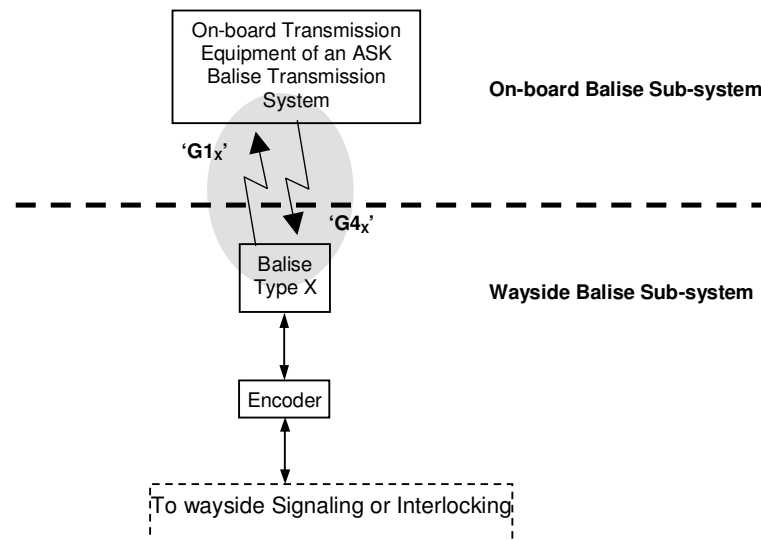 On-board Transmission
Equipment of an ASK
Balise Transmission
System
On-board Balise Sub-system
‘G1x’
‘G4x’
Balise
Type X
Wayside Balise Sub-system
Encoder
To wayside Signaling or Interlocking